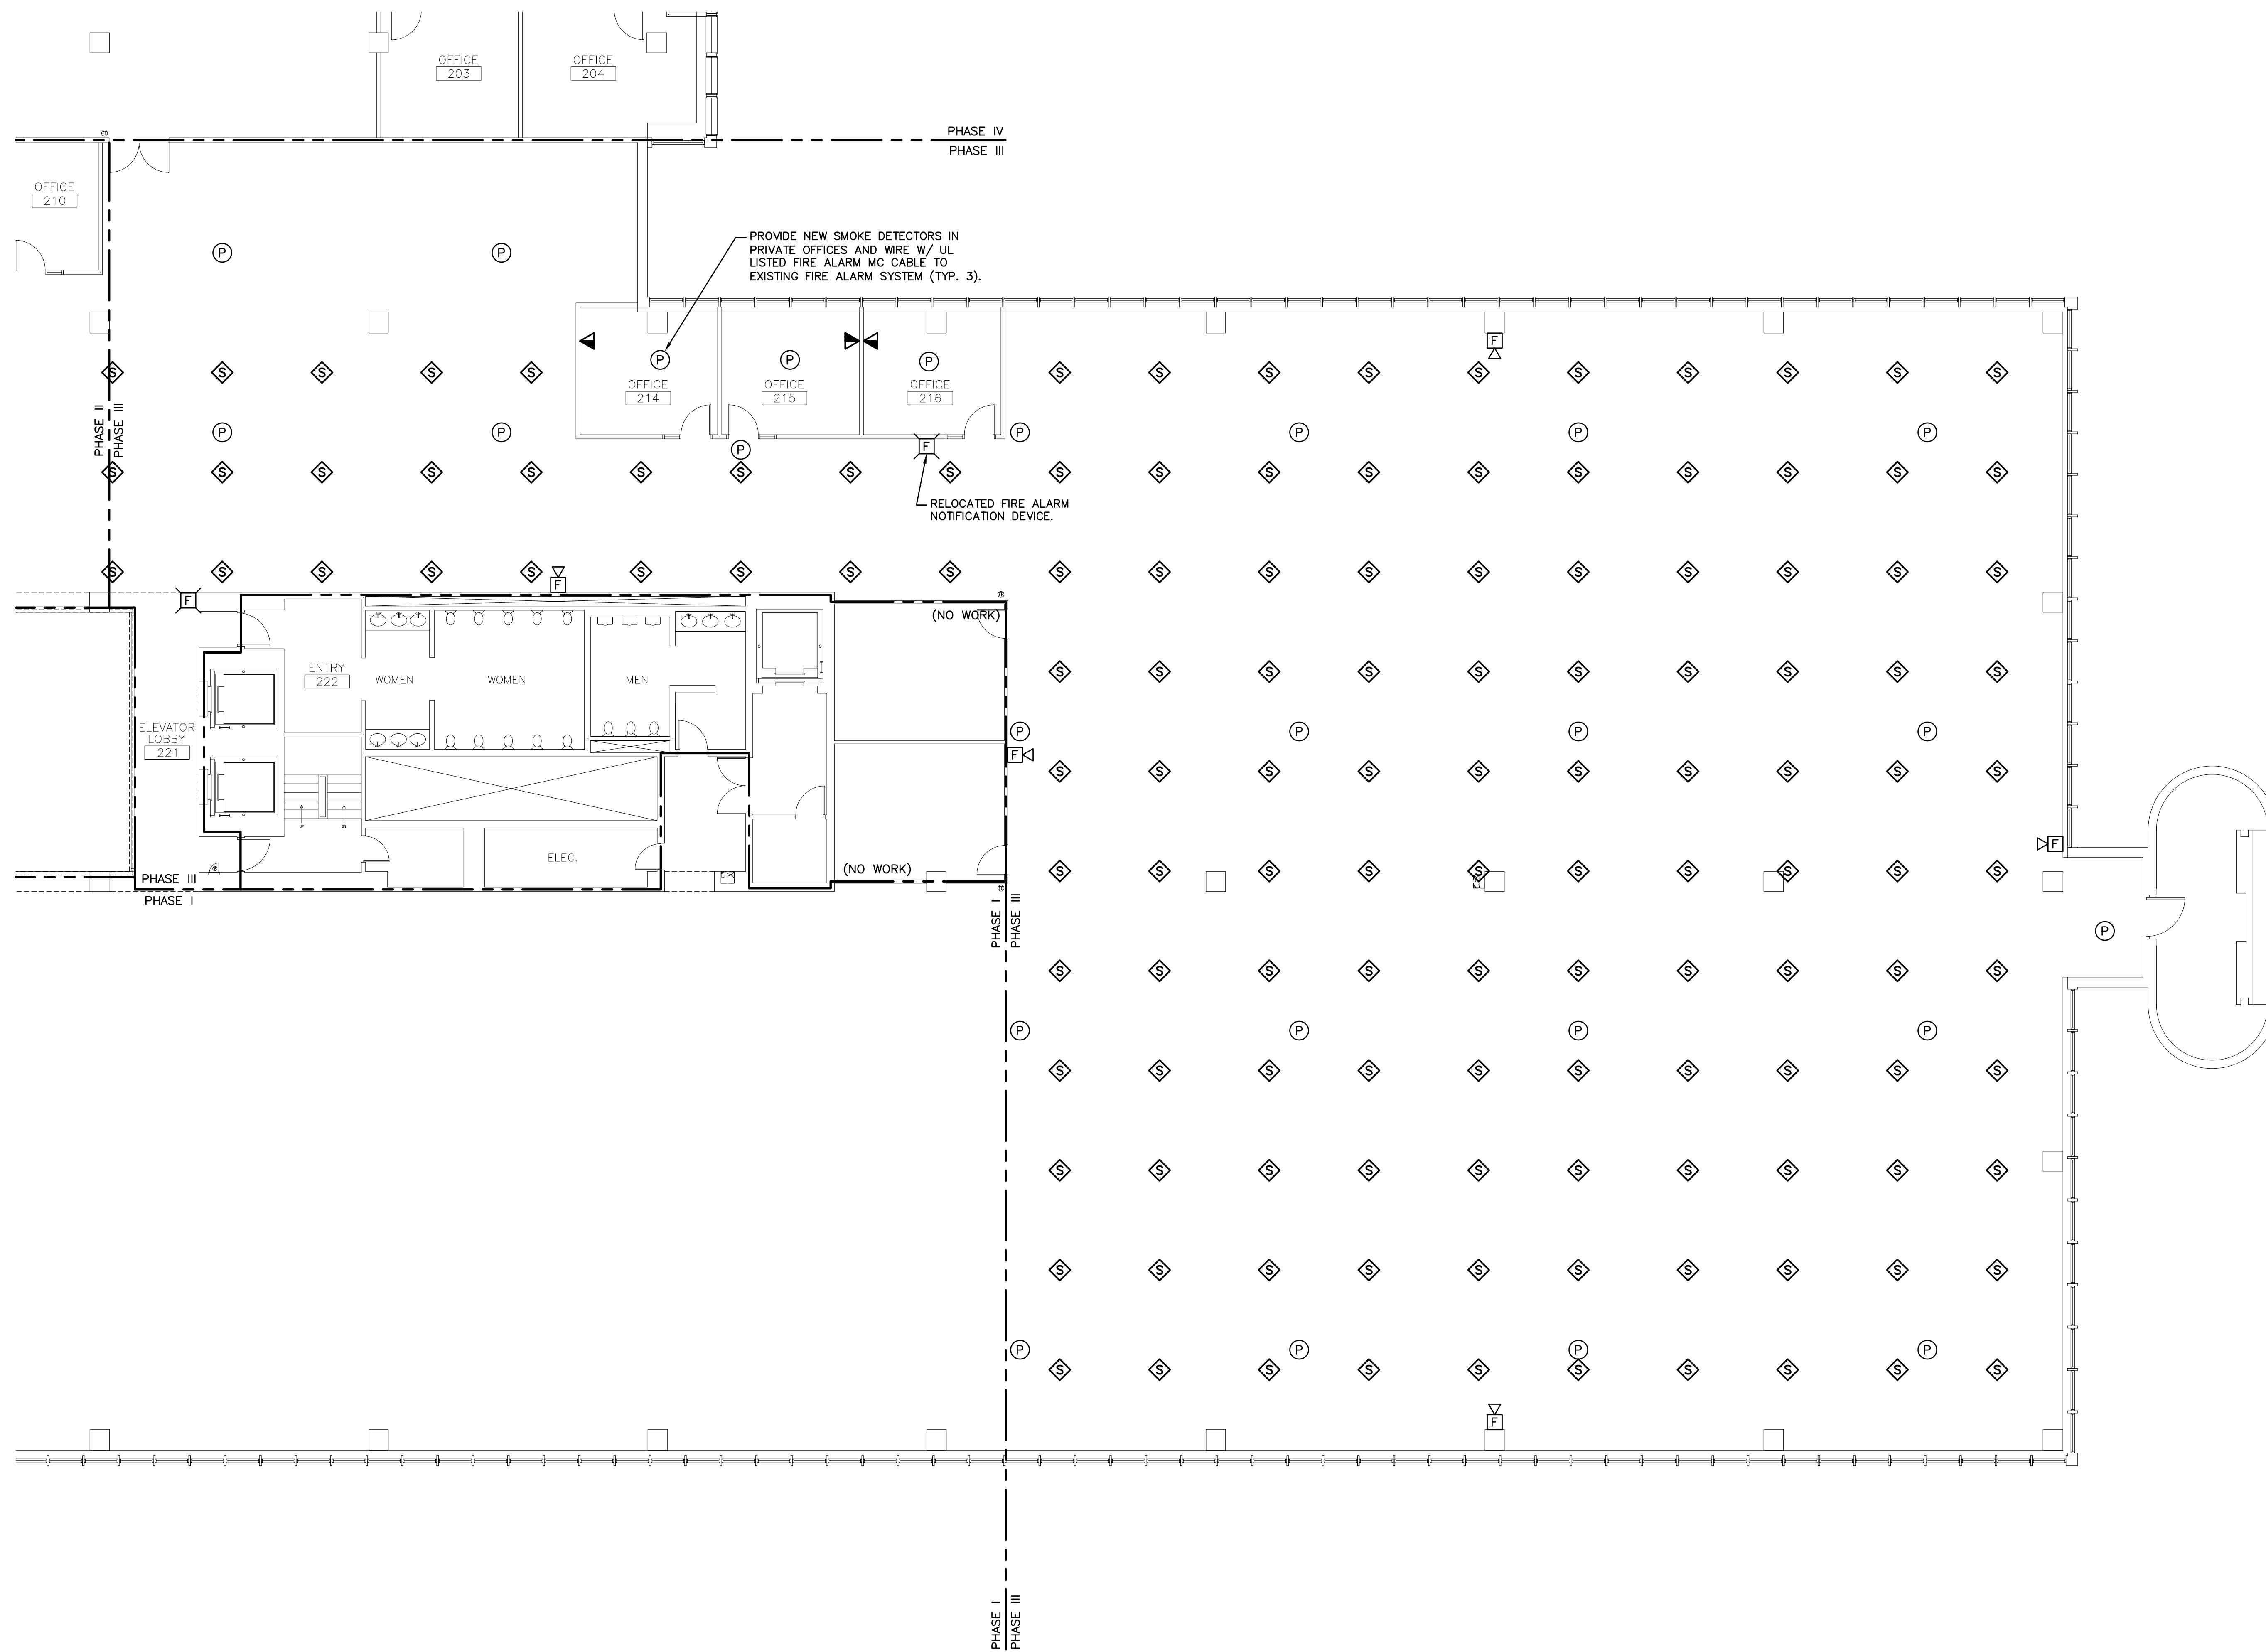 OFFICE
203
OFFICE
204
PHASE IV
PHASE III
OFFICE
210
P P
PROVIDE NEW SMOKE DETECTORS IN
PRIVATE OFFICES AND WIRE W/ UL
LISTED FIRE ALARM MC CABLE TO
EXISTING FIRE ALARM SYSTEM (TYP. 3).
F
P P P
S S S S S S S S S S S S S S S
OFFICE
214
OFFICE
215
OFFICE
216
PHASE II
PHASE III
P P P P P P
P F
S S S S S S S S S S S S S S S S S S S
RELOCATED FIRE ALARM
NOTIFICATION DEVICE.
S S S S S S S S S S S S S S S S S S S
F F
(NO WORK)
ENTRY
222
WOMEN
WOMEN
MEN
S S S S S S S S S S
ELEVATOR
LOBBY
221
P P P P
F
S S S S S S S S S S
UP
DN
F
ELEC.
(NO WORK)
S S S S S S S S S S
PHASE III
PHASE I
PHASE I
PHASE III
P
S S S S S S S S S S
P P P P
S S S S S S S S S S
S S S S S S S S S S
S S S S S S S S S S
P P P P
S S S S S S S S S S
F
PHASE I
PHASE III